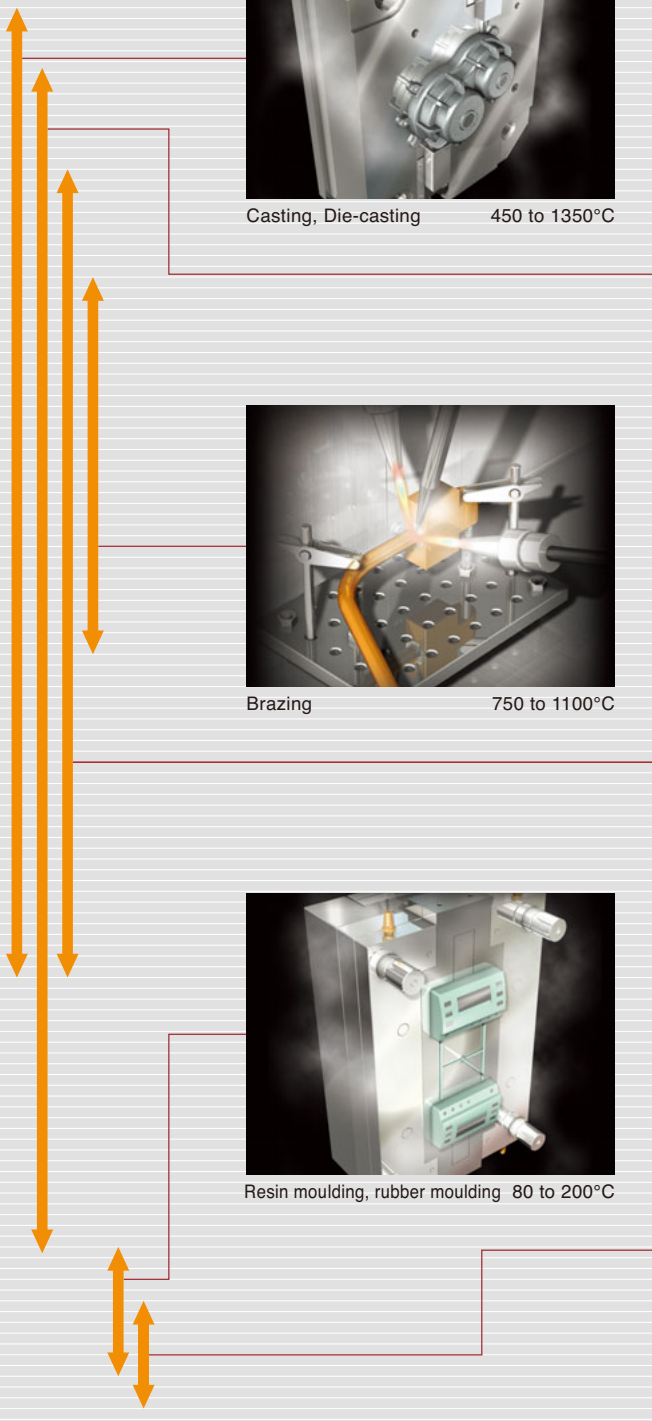 Casting, Die-casting 450 to 1350°C
Brazing 750 to 1100°C
Resin moulding, rubber moulding 80 to 200°C